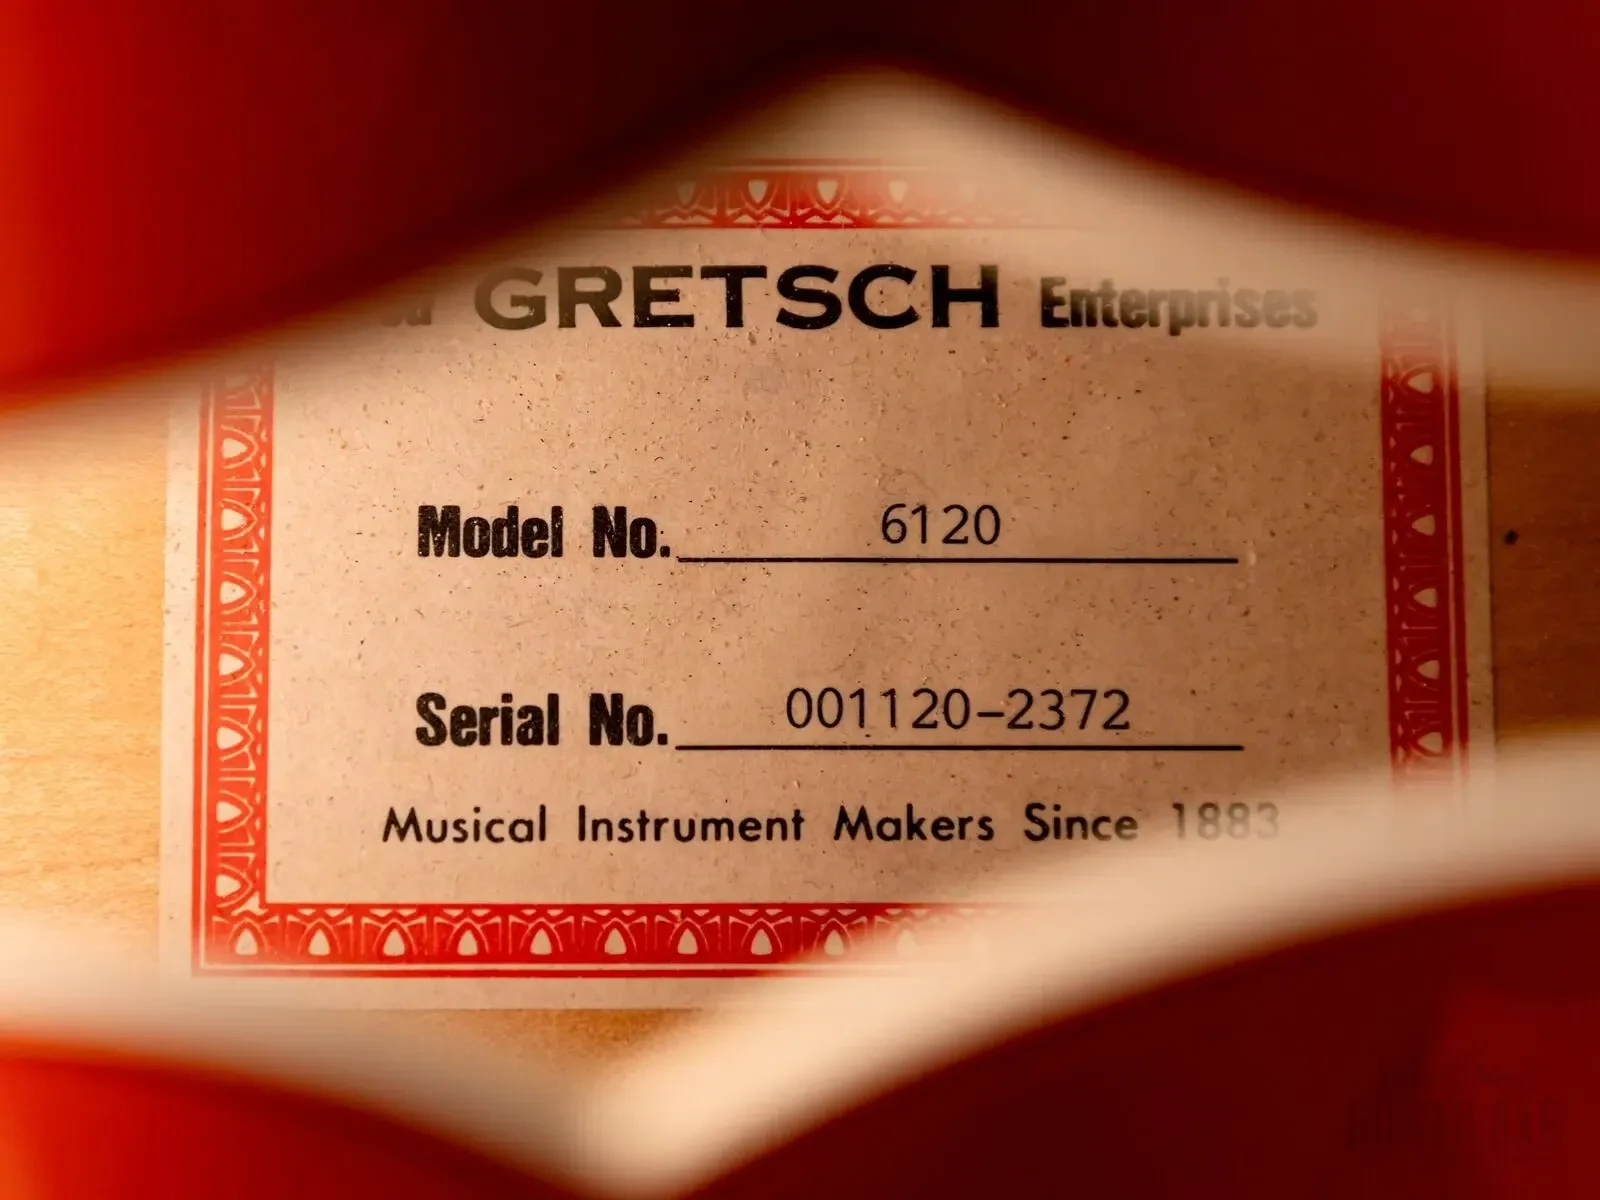 GRETSCH Enterprises
Model No. 6120
Serial No. 001120-2372
Musical Instrument Makers Since 1883